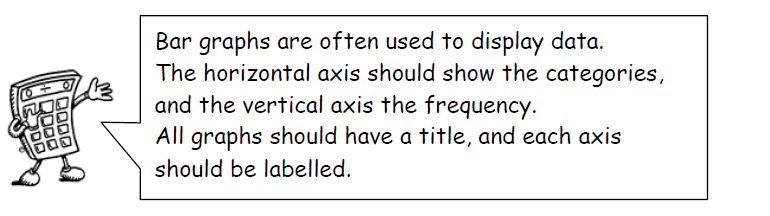 Bar graphs are often used to display data.
The horizontal axis should show the categories,
and the vertical axis the frequency.
All graphs should have a title, and each axis
should be labelled.